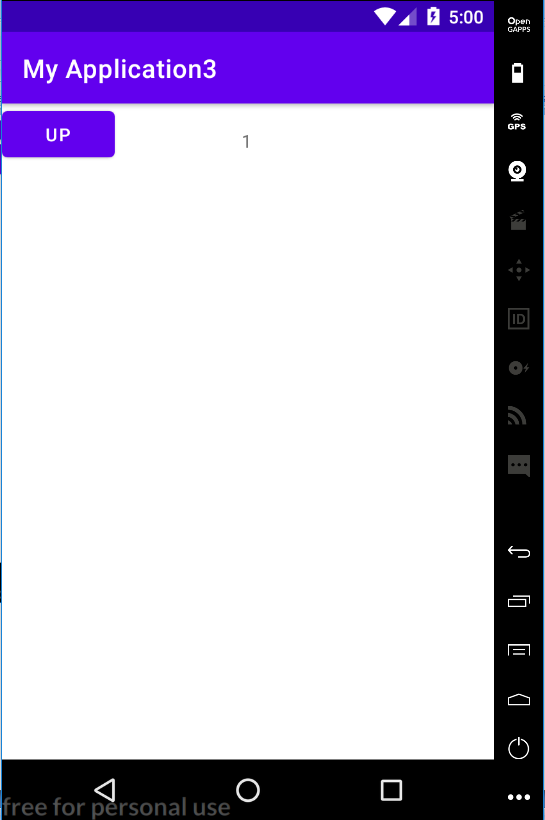 5:00
Open
GAPPS
My Application3
GPS
UP
1
ID
free for personal use